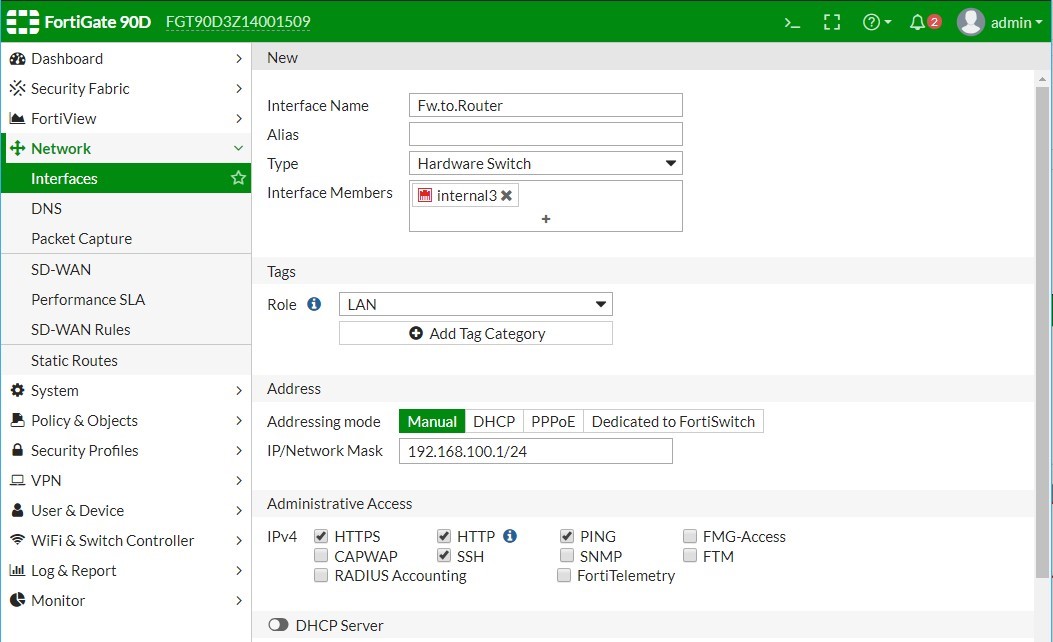 FortiGate 90D FGT90D3Z14001509
2 admin
Dashboard
Security Fabric
FortiView
Network
Interfaces
DNS
Packet Capture
SD-WAN
Performance SLA
SD-WAN Rules
Static Routes
System
Policy & Objects
Security Profiles
VPN
User & Device
WiFi & Switch Controller
Log & Report
Monitor
New
Interface Name Fw.to.Router
Alias
Type Hardware Switch
Interface Members internal3
Tags
Role LAN
Add Tag Category
Address
Addressing mode Manual DHCP PPPoE Dedicated to FortiSwitch
IP/Network Mask 192.168.100.1/24
Administrative Access
IPv4 HTTPS HTTP PING FMG-Access
CAPWAP SSH SNMP FTM
RADIUS Accounting FortiTelemetry
DHCP Server